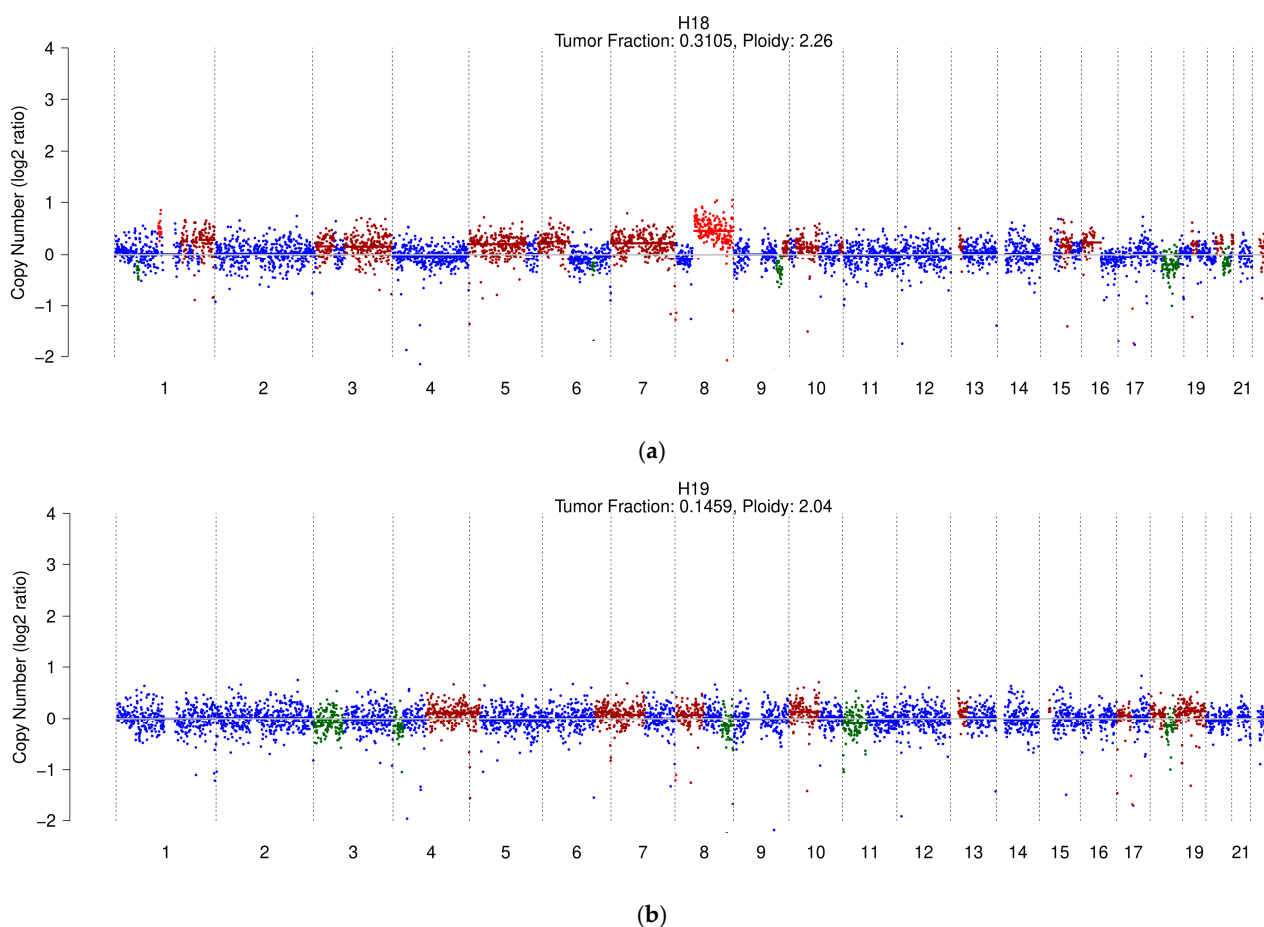 H18
Tumor Fraction: 0.3105, Ploidy: 2.26
Copy Number (log2 ratio)
4
3
2
1
0
−1
−2
1 2 3 4 5 6 7 8 9 10 11 12 13 14 15 16 17 19 21
(a)
H19
Tumor Fraction: 0.1459, Ploidy: 2.04
Copy Number (log2 ratio)
4
3
2
1
0
−1
−2
1 2 3 4 5 6 7 8 9 10 11 12 13 14 15 16 17 19 21
(b)